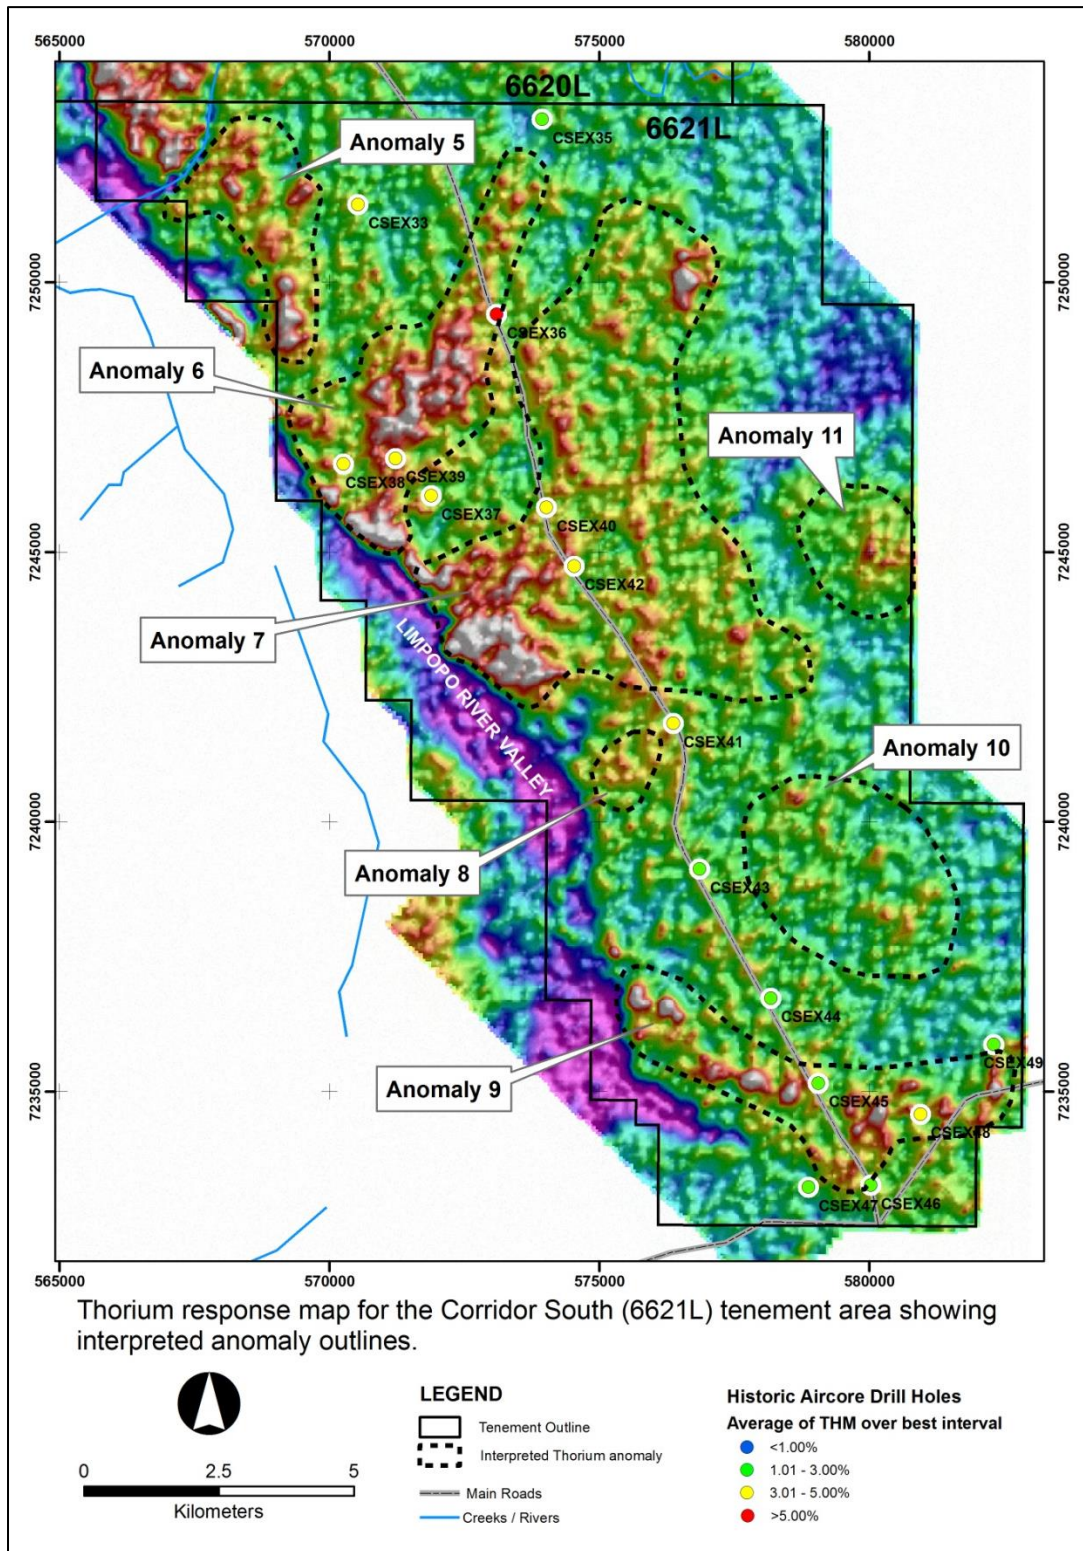 565000 570000 575000 580000
6620L
6621L
CSEX35
Anomaly 5
CSEX33
7250000 7250000
CSEX36
Anomaly 6
Anomaly 11
CSEX38 CSEX39
CSEX37
CSEX40
7245000 7245000
CSEX42
Anomaly 7
LIMPOPO RIVER VALLEY
CSEX41
Anomaly 10
7240000 7240000
Anomaly 8
CSEX43
CSEX44
CSEX49
Anomaly 9
7235000 7235000
CSEX45
CSEX48
CSEX47 CSEX46
565000 570000 575000 580000
Thorium response map for the Corridor South (6621L) tenement area showing
interpreted anomaly outlines.
LEGEND
Tenement Outline
Interpreted Thorium anomaly
Main Roads
Creeks / Rivers
Historic Aircore Drill Holes
Average of THM over best interval
<1.00%
1.01 - 3.00%
3.01 - 5.00%
>5.00%
0 2.5 5
Kilometers